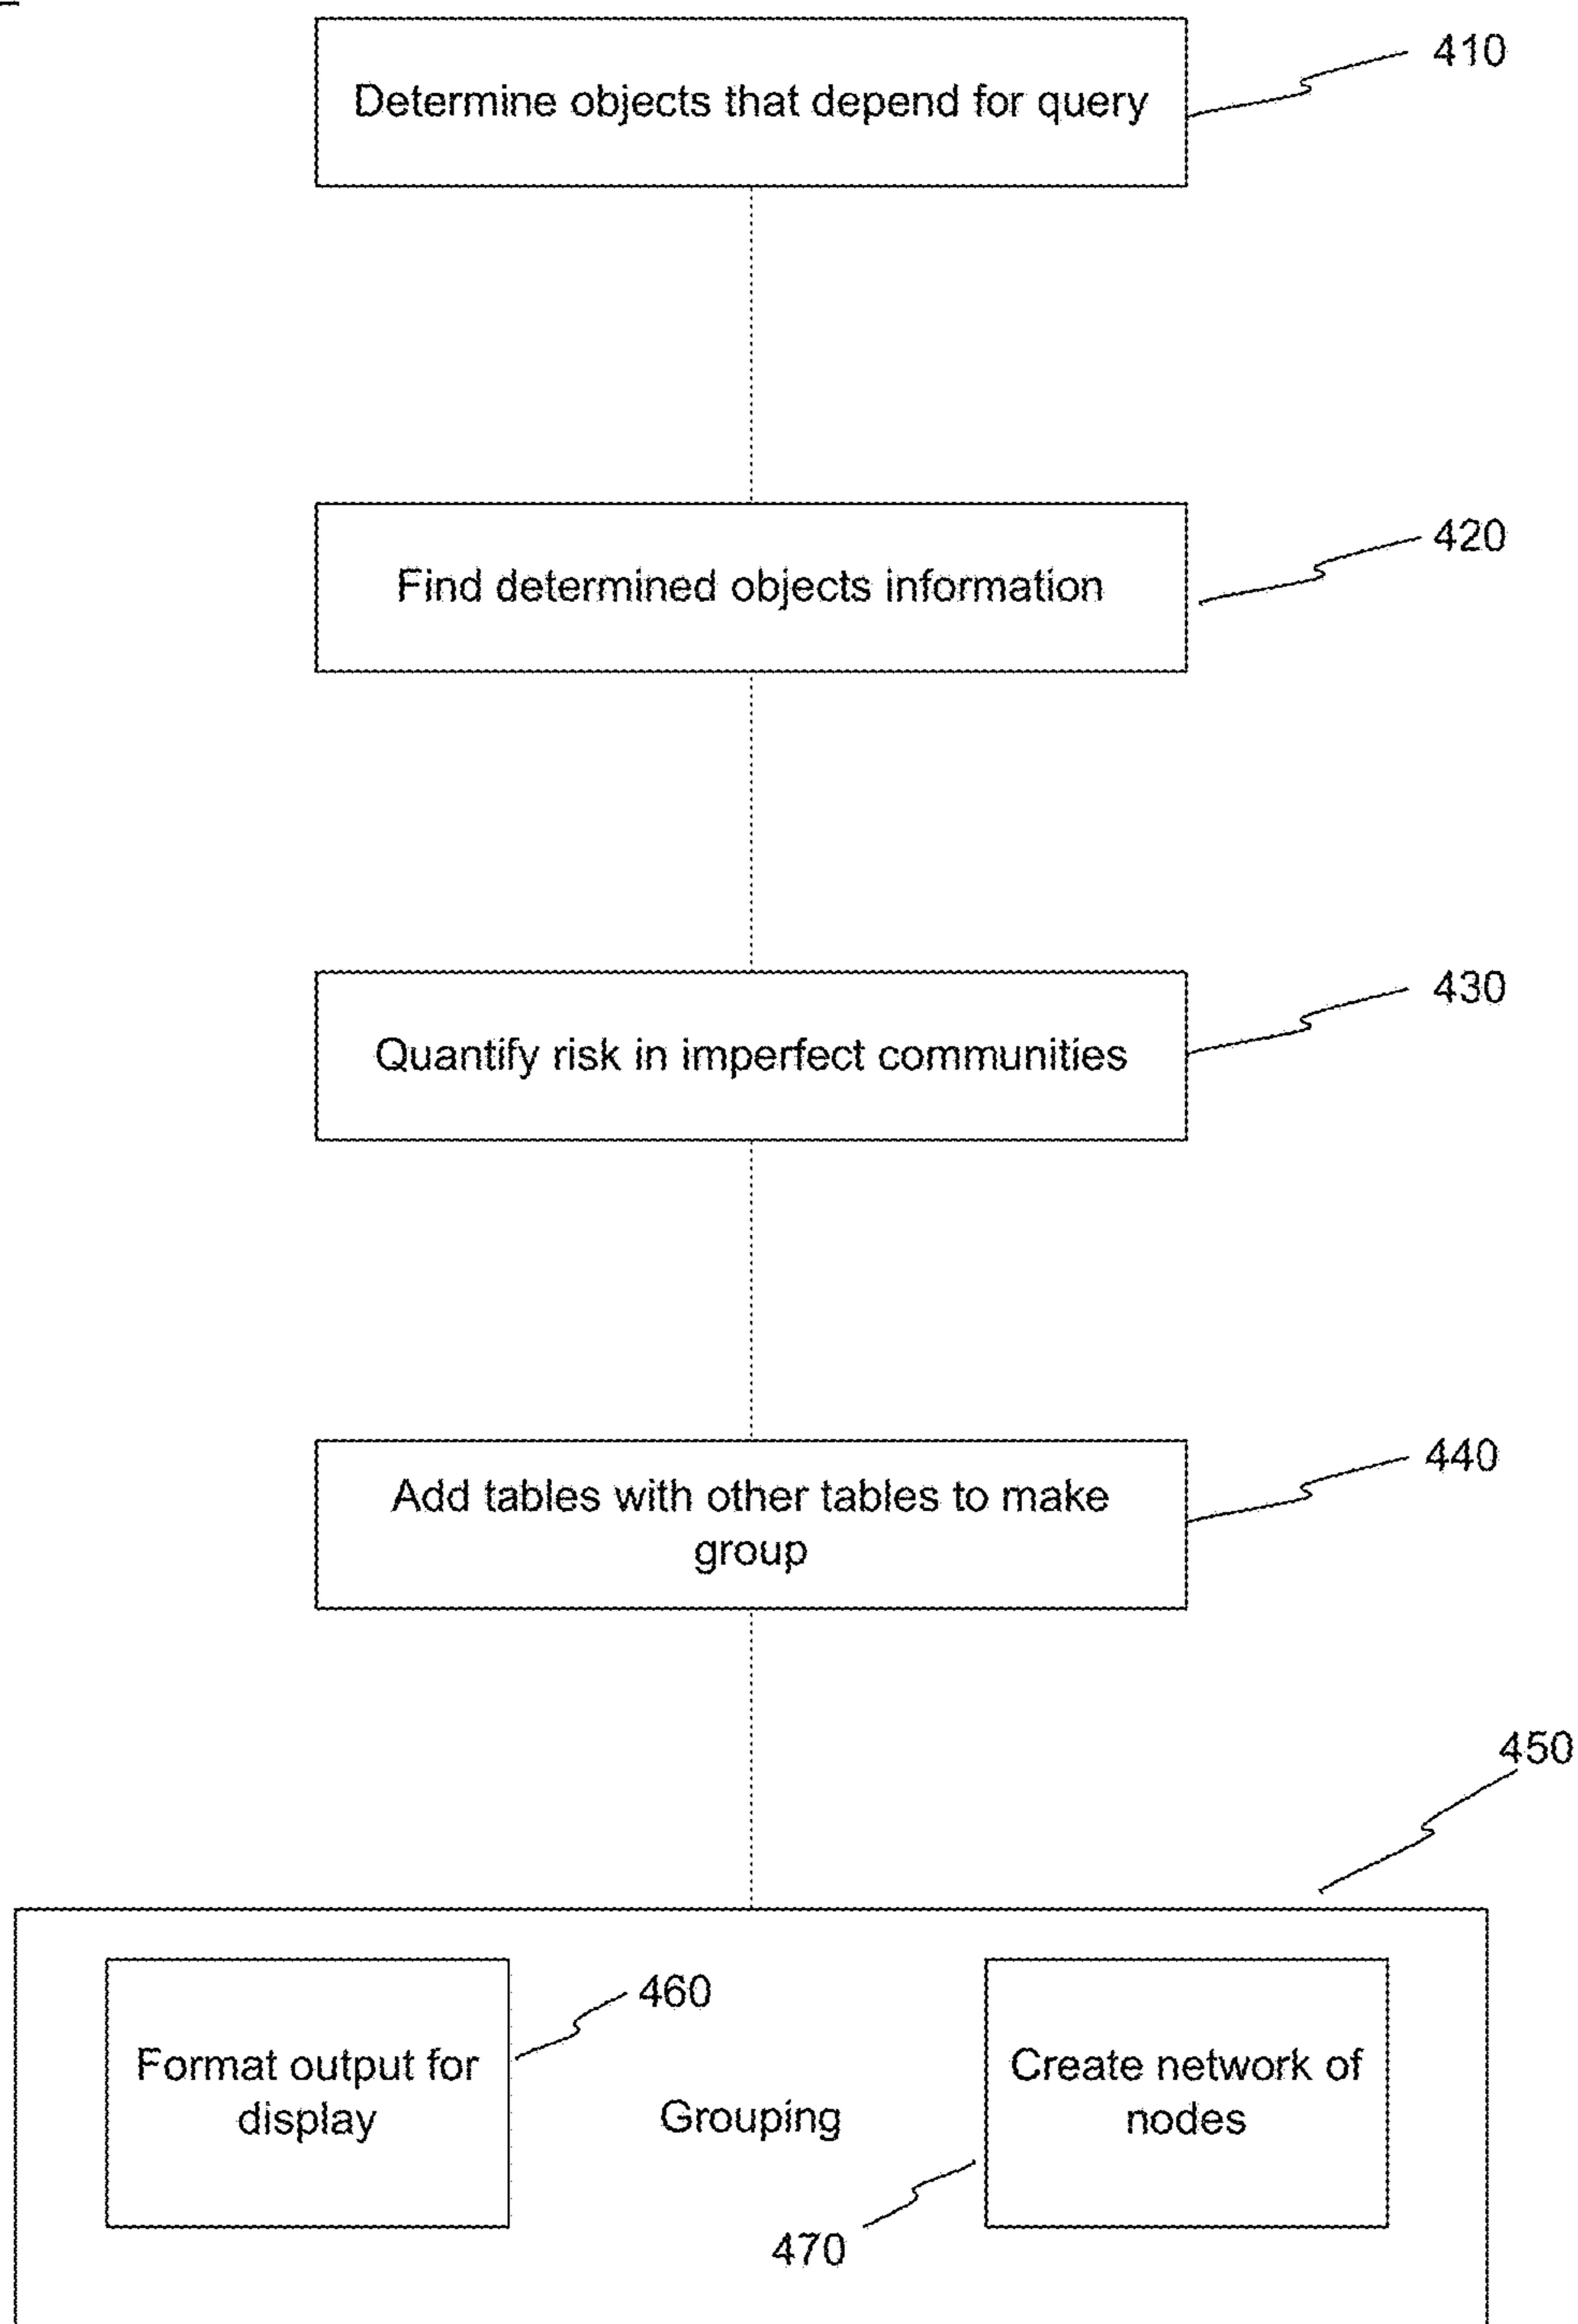 Determine objects that depend for query
410
Find determined objects information
420
Quantify risk in imperfect communities
430
Add tables with other tables to make
group
440
450
Format output for
display
460
Grouping
Create network of
nodes
470